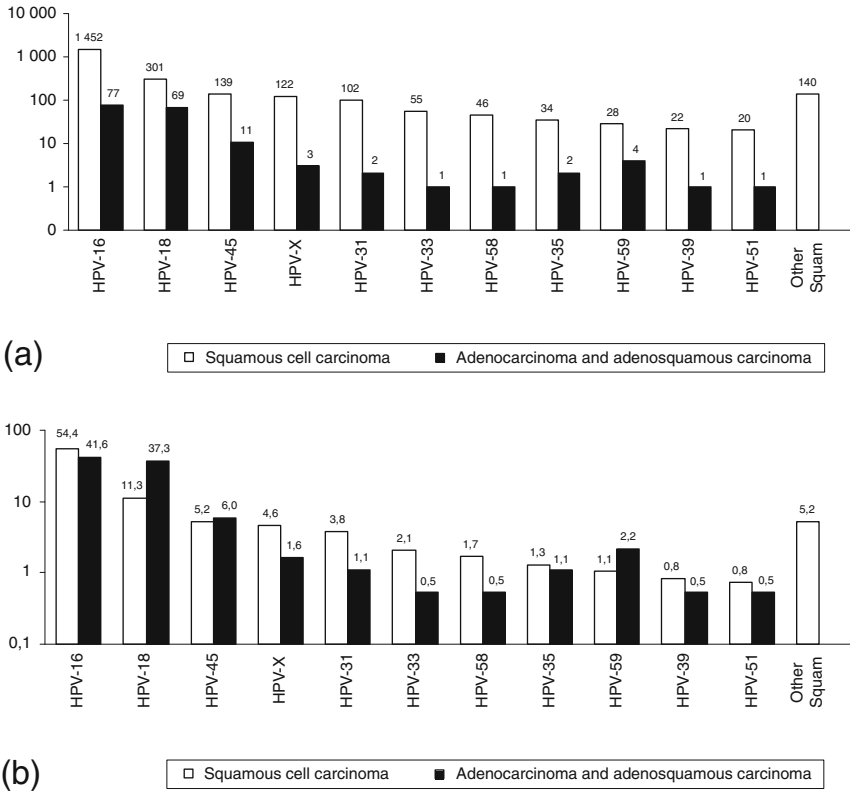 10 000
1 000
100
10
1
0
1 452
77
301
69
139
11
122
3
102
2
55
1
46
1
34
2
28
4
22
1
20
1
140
HPV-16
HPV-18
HPV-45
HPV-X
HPV-31
HPV-33
HPV-58
HPV-35
HPV-59
HPV-39
HPV-51
Other
Squam
(a)
Squamous cell carcinoma
Adenocarcinoma and adenosquamous carcinoma
100
10
1
0,1
54,4
41,6
11,3
37,3
5,2
6,0
4,6
1,6
3,8
1,1
2,1
0,5
1,7
0,5
1,3
1,1
1,1
2,2
0,8
0,5
0,8
0,5
5,2
HPV-16
HPV-18
HPV-45
HPV-X
HPV-31
HPV-33
HPV-58
HPV-35
HPV-59
HPV-39
HPV-51
Other
Squam
(b)
Squamous cell carcinoma
Adenocarcinoma and adenosquamous carcinoma